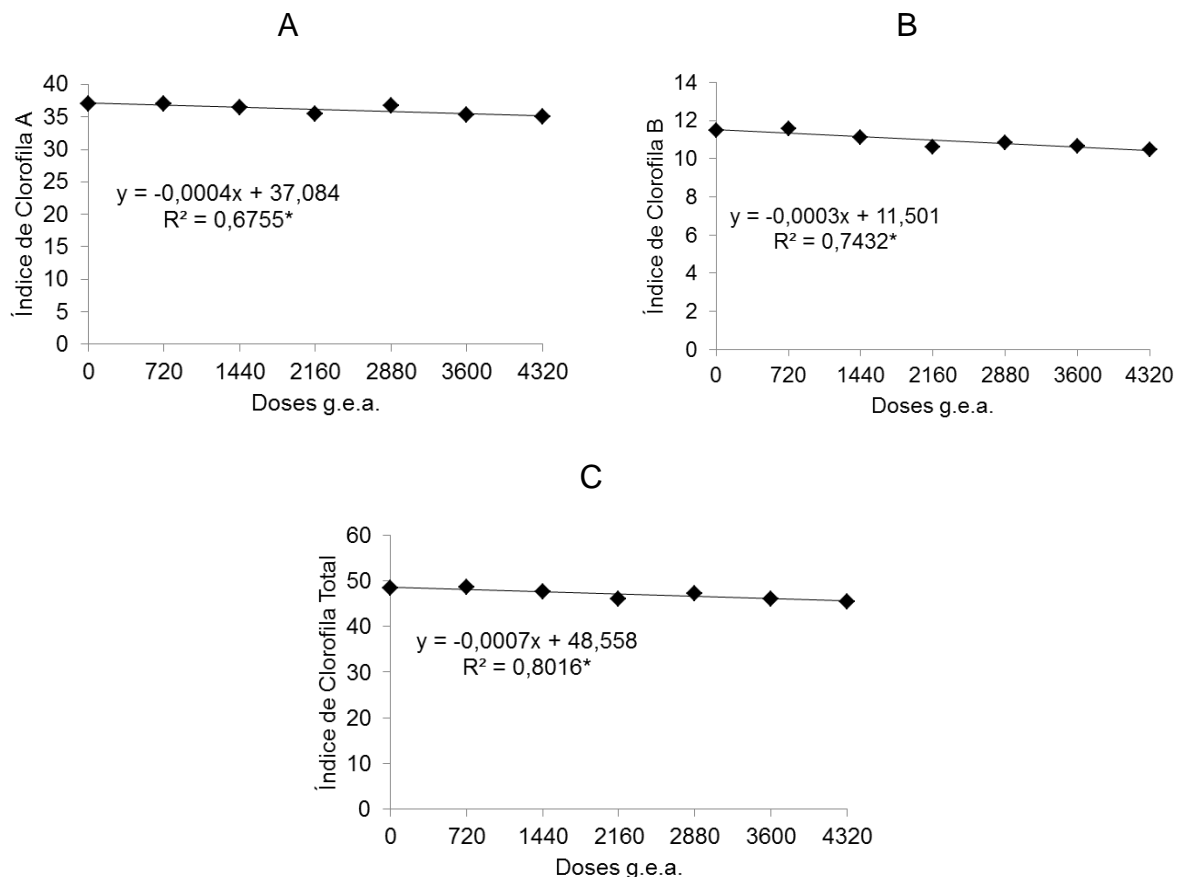 A
Índice de Clorofila A
40
35
30
25
20
15
10
5
0
y = -0,0004x + 37,084
R² = 0,6755*
0 720 1440 2160 2880 3600 4320
Doses g.e.a.
B
Índice de Clorofila B
14
12
10
8
6
4
2
0
y = -0,0003x + 11,501
R² = 0,7432*
0 720 1440 2160 2880 3600 4320
Doses g.e.a.
C
Índice de Clorofila Total
60
50
40
30
20
10
0
y = -0,0007x + 48,558
R² = 0,8016*
0 720 1440 2160 2880 3600 4320
Doses g.e.a.